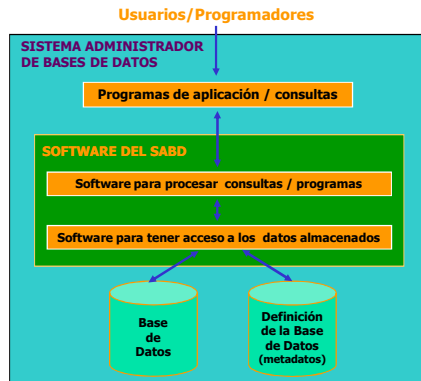 Usuarios/Programadores
SISTEMA ADMINISTRADOR
DE BASES DE DATOS
Programas de aplicación / consultas
SOFTWARE DEL SABD
Software para procesar consultas / programas
Software para tener acceso a los datos almacenados
Base
de
Datos
Definición
de la Base
de Datos
(metadatos)